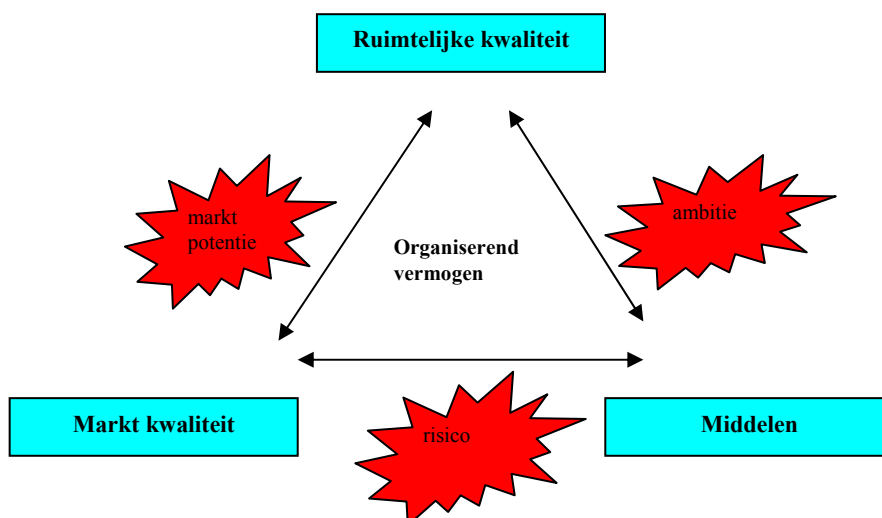 Ruimtelijke kwaliteit
markt
potentie
ambitie
Organiserend
vermogen
Markt kwaliteit
risico
Middelen